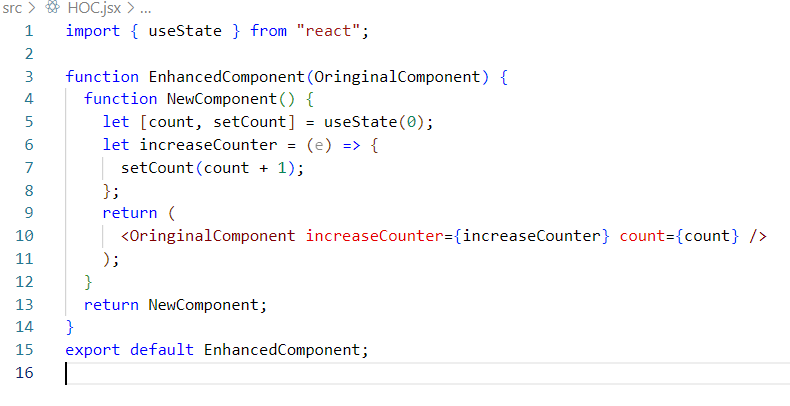 src > HOC.jsx > ...
1 import { useState } from "react";
2
3 function EnhancedComponent(OringinalComponent) {
4 function NewComponent() {
5 let [count, setCount] = useState(0);
6 let increaseCounter = (e) => {
7 setCount(count + 1);
8 };
9 return (
10 <OringinalComponent increaseCounter={increaseCounter} count={count} />
11 );
12 }
13 return NewComponent;
14 }
15 export default EnhancedComponent;
16